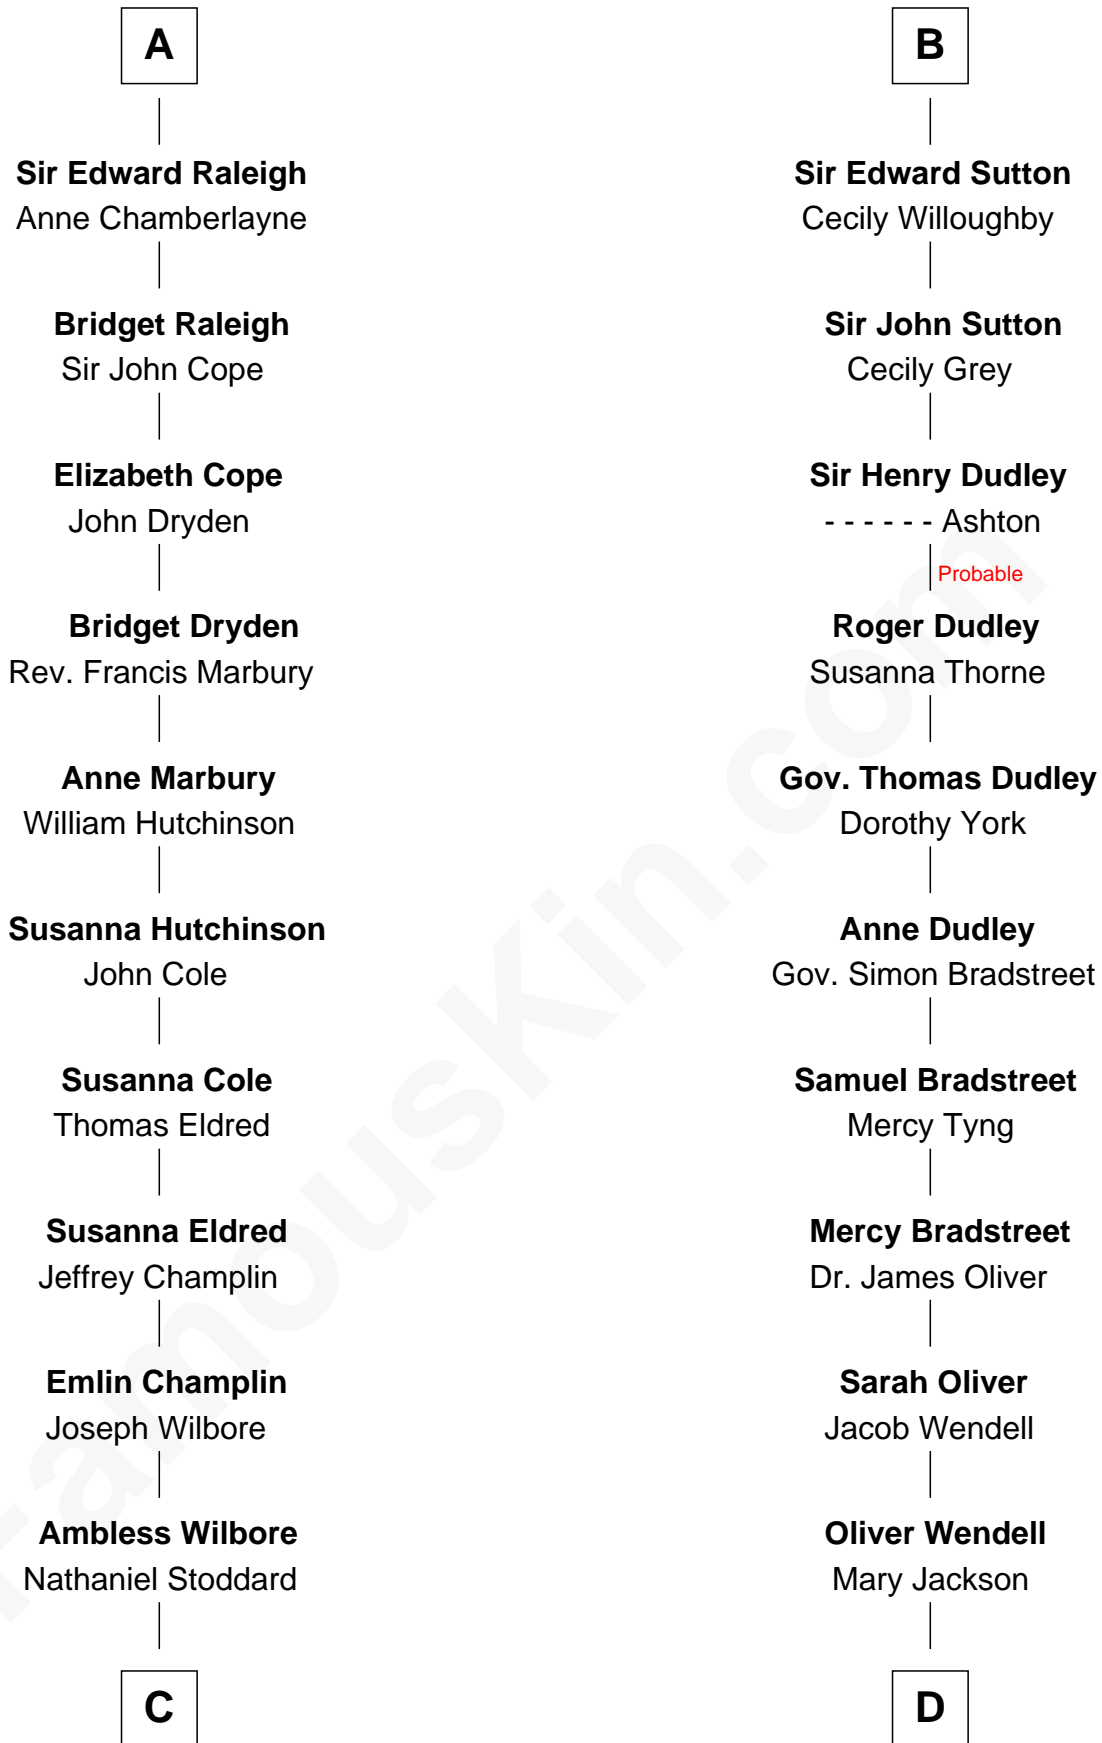 A
Sir Edward Raleigh
Anne Chamberlayne
Bridget Raleigh
Sir John Cope
Elizabeth Cope
John Dryden
Bridget Dryden
Rev. Francis Marbury
Anne Marbury
William Hutchinson
Susanna Hutchinson
John Cole
Susanna Cole
Thomas Eldred
Susanna Eldred
Jeffrey Champlin
Emlin Champlin
Joseph Wilbore
Ambless Wilbore
Nathaniel Stoddard
C
B
Sir Edward Sutton
Cecily Willoughby
Sir John Sutton
Cecily Grey
Sir Henry Dudley
- - - - - - Ashton
Probable
Roger Dudley
Susanna Thorne
Gov. Thomas Dudley
Dorothy York
Anne Dudley
Gov. Simon Bradstreet
Samuel Bradstreet
Mercy Tyng
Mercy Bradstreet
Dr. James Oliver
Sarah Oliver
Jacob Wendell
Oliver Wendell
Mary Jackson
D
FamousKin.com